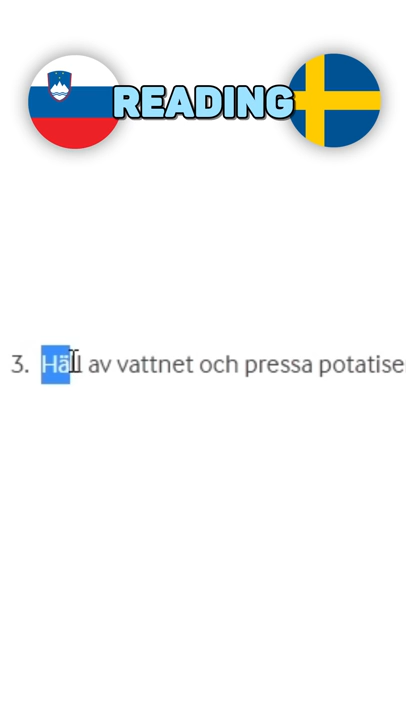 READING
3. Häll av vattnet och pressa potatise